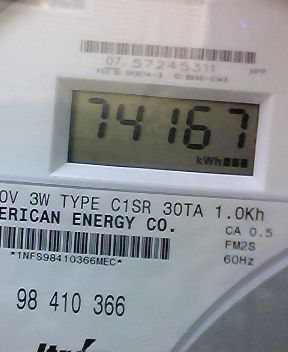 07 57245311
74167
kWh
0V 3W TYPE C1SR 30TA 1.0Kh
ERICAN ENERGY CO.
CA 0.5
FM2S
*1NFS98410366MEC*
60Hz
98 410 366